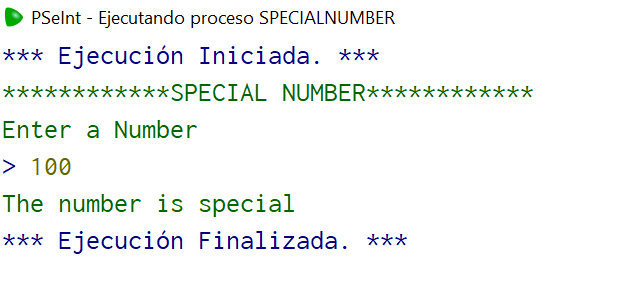 PSeInt - Ejecutando proceso SPECIALNUMBER
*** Ejecución Iniciada. ***
************SPECIAL NUMBER************
Enter a Number
> 100
The number is special
*** Ejecución Finalizada. ***